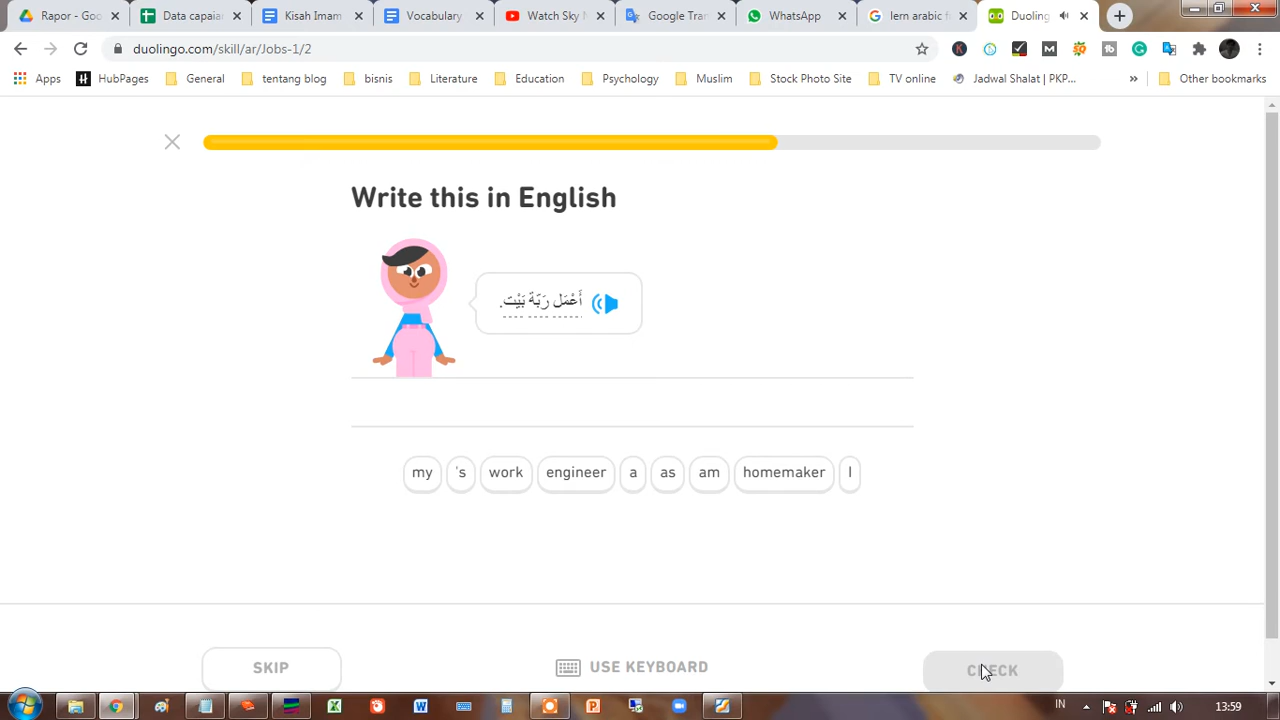 Rapor - Goo
Data capaia
Kisah Imam
Vocabulary
Watch Sky N
Google Tra
WhatsApp
lern arabic f
Duolingo
duolingo.com/skill/ar/Jobs-1/2
Apps
HubPages
General
tentang blog
bisnis
Literature
Education
Psychology
Muslim
Stock Photo Site
TV online
Jadwal Shalat | PKP...
»
Other bookmarks
Write this in English
أَعْمَل رَبّة بَيْت.
my 's work engineer a as am homemaker I
SKIP
USE KEYBOARD
CHECK
IN
13:59